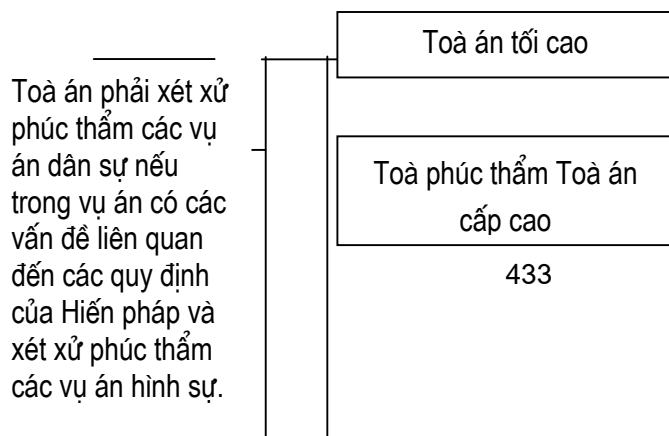 Toà án tối cao
Toà án phải xét xử
phúc thẩm các vụ
án dân sự nếu
trong vụ án có các
vấn đề liên quan
đến các quy định
của Hiến pháp và
xét xử phúc thẩm
các vụ án hình sự.
Toà phúc thẩm Toà án
cấp cao
433